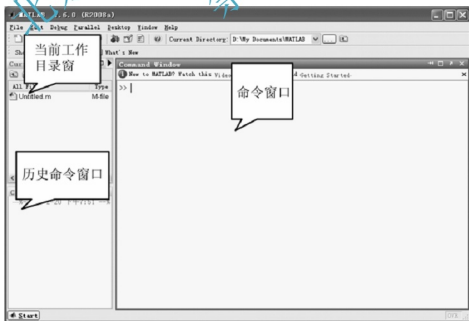 MATLAB 7.6.0 (R2008a)
File Edit Debug Parallel Desktop Window Help
Current Directory: D:\My Documents\MATLAB
What's New
当前工作
目录窗
Command Window
New to MATLAB? Watch this Getting Started
All Type
Untitled.m M-file
>>
命令窗口
历史命令窗口
Start
OVR